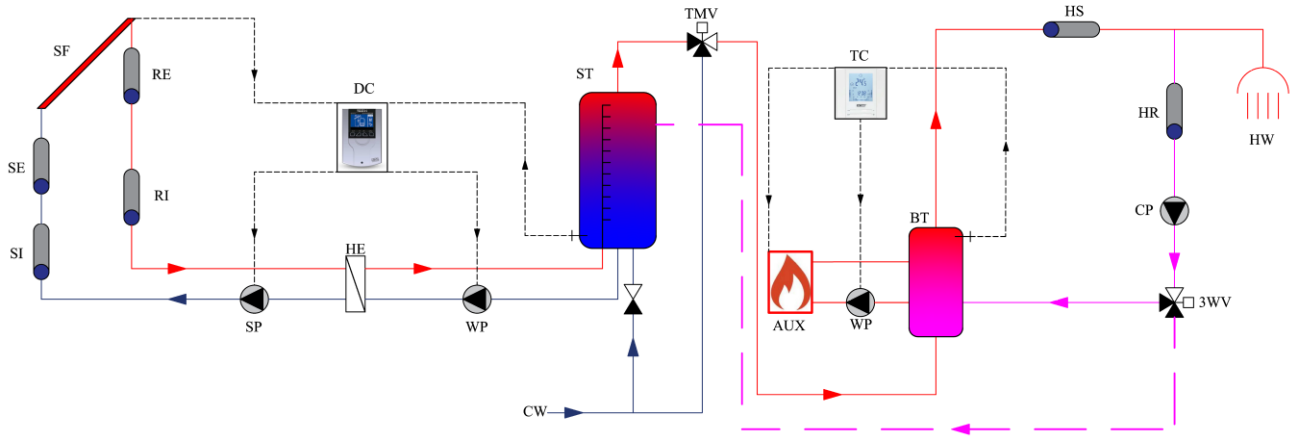 TMV
HS
SF
TC
RE
DC
ST
HR
HW
SE
RI
CP
BT
SI
HE
3WV
SP
WP
AUX
WP
CW